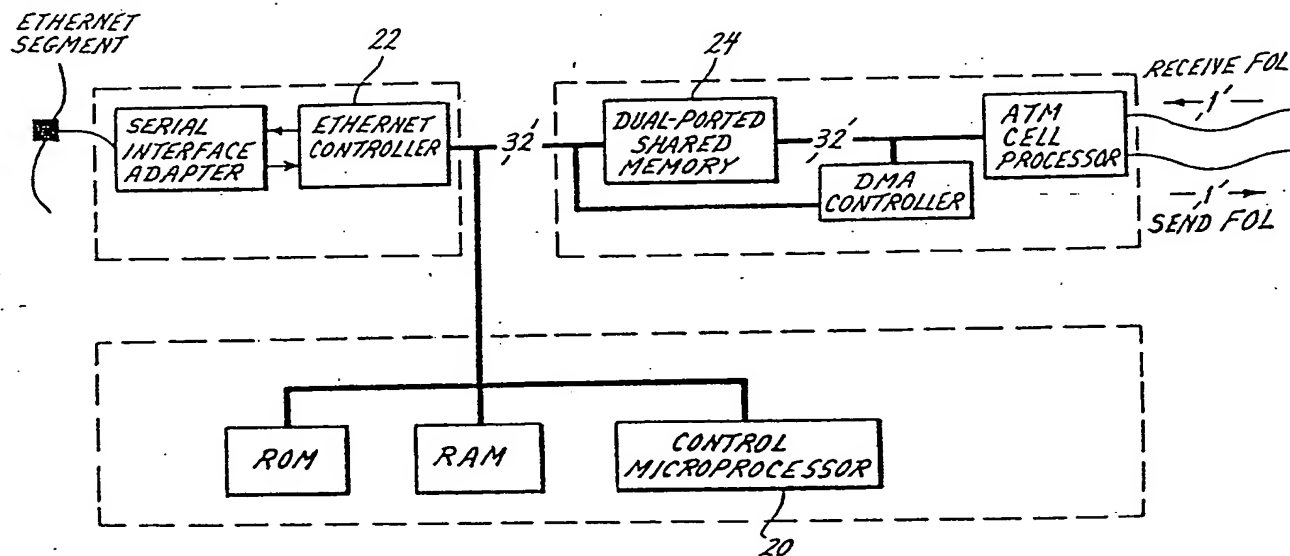 ETHERNET
SEGMENT
22
SERIAL
INTERFACE
ADAPTER
ETHERNET
CONTROLLER
,32'
24
DUAL-PORTED
SHARED
MEMORY
,32'
DMA
CONTROLLER
ATM
CELL
PROCESSOR
RECEIVE FOL
,1'
,1'
SEND FOL
ROM
RAM
CONTROL
MICROPROCESSOR
20